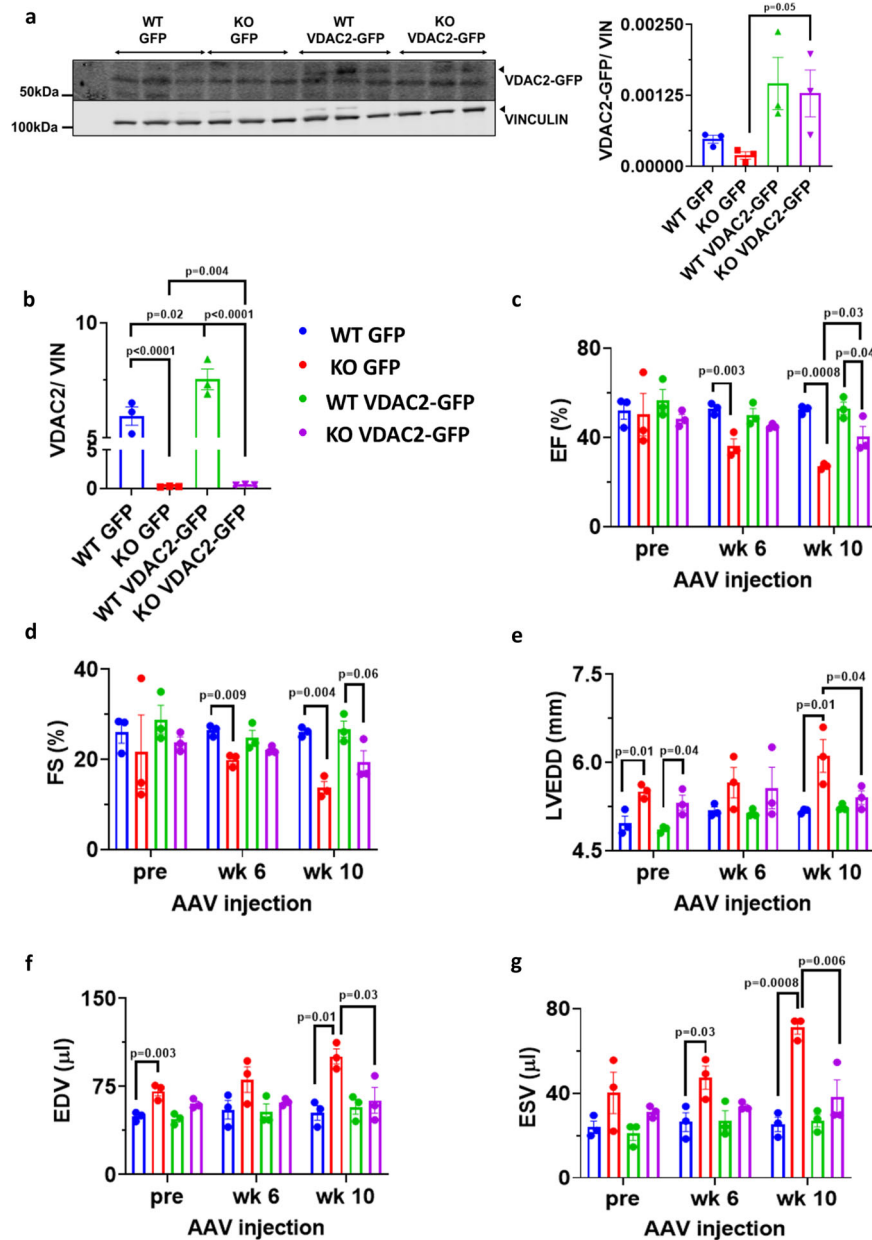 a
WT
GFP
KO
GFP
WT
VDAC2-GFP
KO
VDAC2-GFP
50kDa
100kDa
VDAC2-GFP
VINCULIN
p=0.05
VDAC2-GFP/ VIN
0.00250
0.00125
0.00000
WT GFP
KO GFP
WT VDAC2-GFP
KO VDAC2-GFP
b
p=0.004
p=0.02
p<0.0001
p<0.0001
VDAC2/ VIN
10
5
5
0
WT GFP
KO GFP
WT VDAC2-GFP
KO VDAC2-GFP
WT GFP
KO GFP
WT VDAC2-GFP
KO VDAC2-GFP
c
p=0.03
p=0.003
p=0.0008
p=0.04
EF (%)
80
40
0
pre
wk 6
wk 10
AAV injection
d
p=0.009
p=0.004
p=0.06
FS (%)
40
20
0
pre
wk 6
wk 10
AAV injection
e
p=0.04
p=0.01
p=0.01
p=0.04
LVEDD (mm)
7.5
6.0
4.5
pre
wk 6
wk 10
AAV injection
f
p=0.03
p=0.01
p=0.003
EDV (µl)
150
75
0
pre
wk 6
wk 10
AAV injection
g
p=0.006
p=0.0008
p=0.03
ESV (µl)
80
40
0
pre
wk 6
wk 10
AAV injection